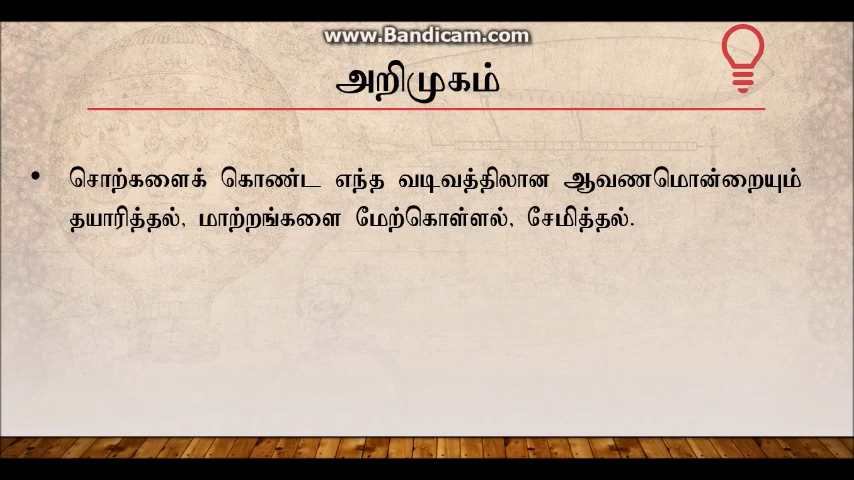 www.Bandicam.com
அறிமுகம்
• சொற்களைக் கொண்ட எந்த வடிவத்திலான ஆவணமொன்றையும்
தயாரித்தல், மாற்றங்களை மேற்கொள்ளல், சேமித்தல்.